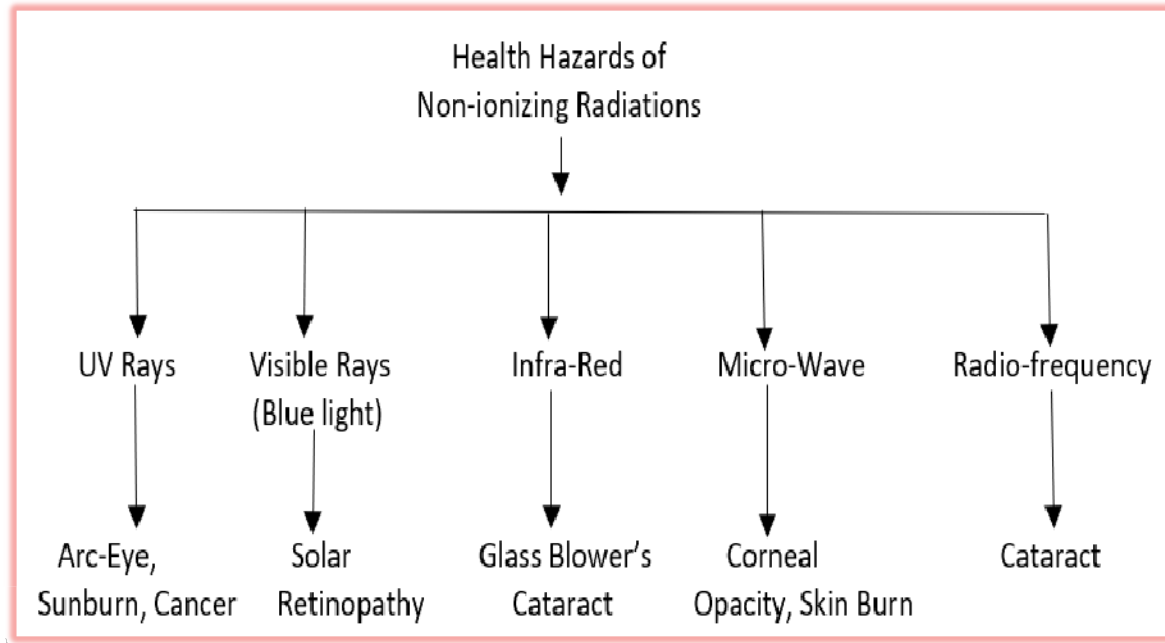 Health Hazards of
Non-ionizing Radiations
UV Rays
Visible Rays
(Blue light)
Infra-Red
Micro-Wave
Radio-frequency
Arc-Eye,
Sunburn, Cancer
Solar
Retinopathy
Glass Blower's
Cataract
Corneal
Opacity, Skin Burn
Cataract